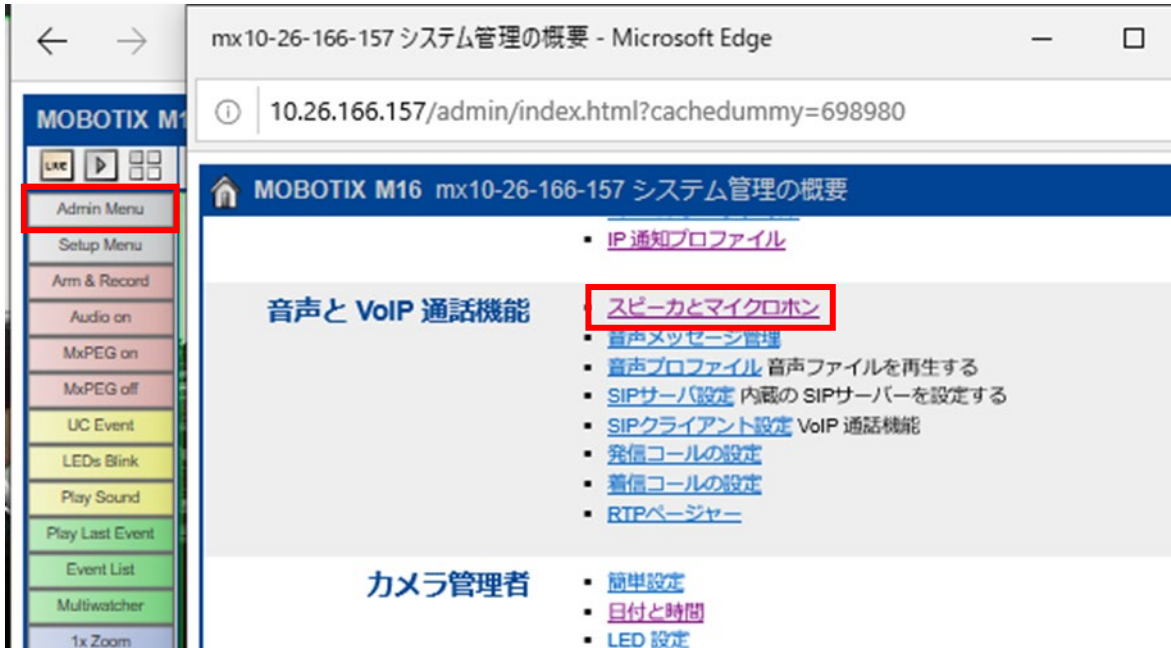 mx10-26-166-157 システム管理の概要 - Microsoft Edge
10.26.166.157/admin/index.html?cachedummy=698980
MOBOTIX M1
LIVE
Admin Menu
Setup Menu
Arm & Record
Audio on
MxPEG on
MxPEG off
UC Event
LEDs Blink
Play Sound
Play Last Event
Event List
Multiwatcher
1x Zoom
MOBOTIX M16 mx10-26-166-157 システム管理の概要
IP 通知プロファイル
音声と VoIP 通話機能
スピーカとマイクロホン
音声メッセージ管理
音声プロファイル 音声ファイルを再生する
SIPサーバ設定 内蔵の SIPサーバーを設定する
SIPクライアント設定 VoIP 通話機能
発信コールの設定
着信コールの設定
RTPページャー
カメラ管理者
簡単設定
日付と時間
LED 設定